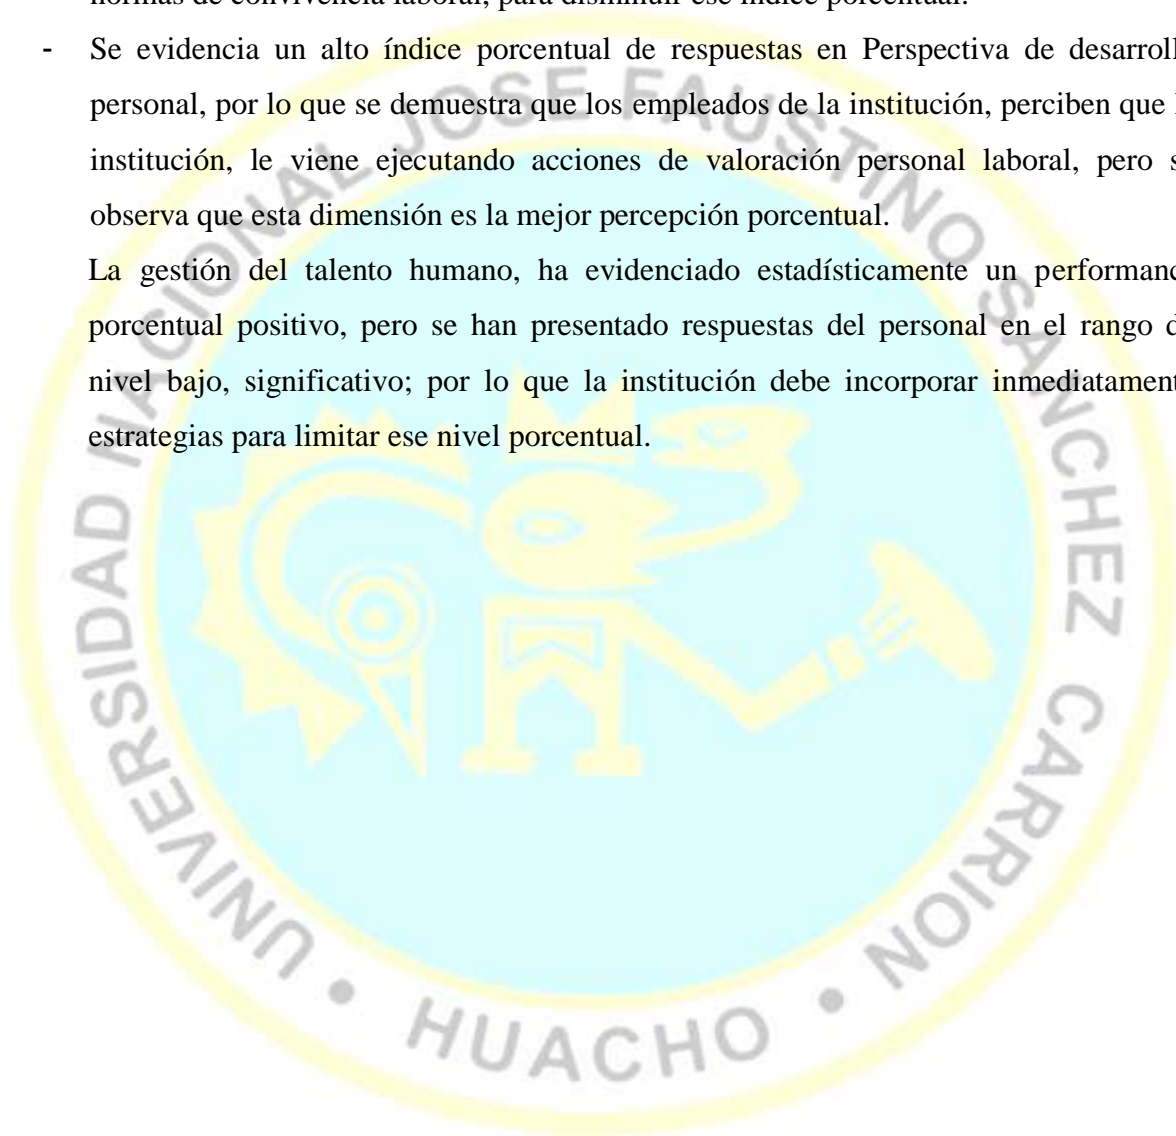 normas de convivencia laboral, para disminuir ese índice porcentual.
- Se evidencia un alto índice porcentual de respuestas en Perspectiva de desarroll
personal, por lo que se demuestra que los empleados de la institución, perciben que
institución, le viene ejecutando acciones de valoración personal laboral, pero s
observa que esta dimensión es la mejor percepción porcentual.
La gestión del talento humano, ha evidenciado estadísticamente un performanc
porcentual positivo, pero se han presentado respuestas del personal en el rango d
nivel bajo, significativo; por lo que la institución debe incorporar inmediatament
estrategias para limitar ese nivel porcentual.
UNIVERSIDAD NACIONAL JOSE FAUSTINO SANCHEZ CARRION
• HUACHO •